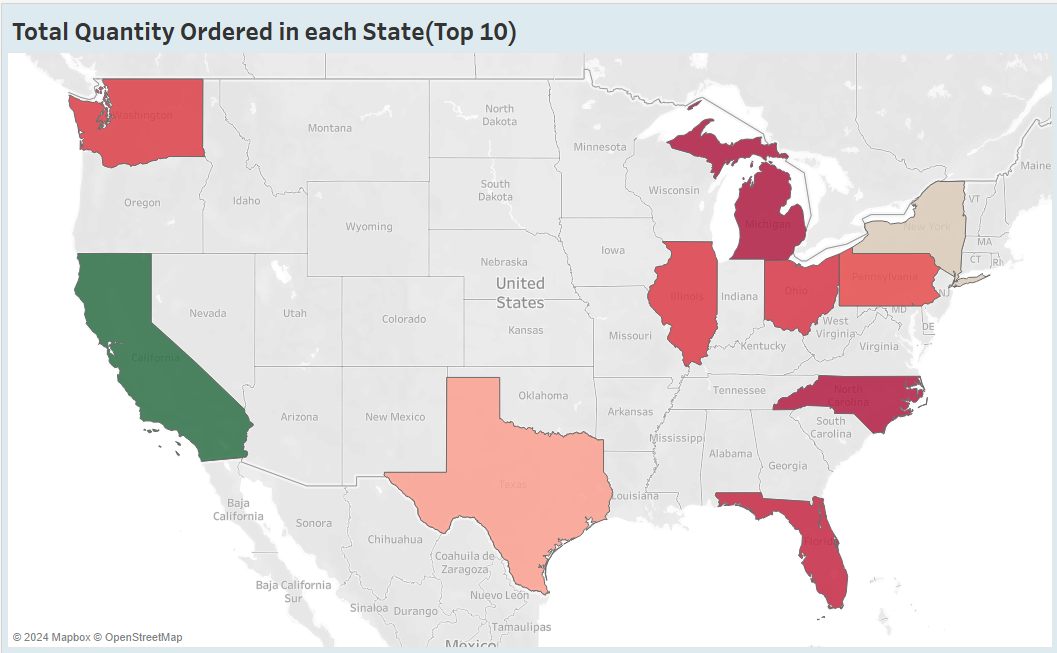 Total Quantity Ordered in each State(Top 10)
Washington
Montana
North
Dakota
Minnesota
Maine
Oregon
Idaho
South
Dakota
Wisconsin
Michigan
VT
New York
Wyoming
MA
CT
RI
Iowa
Nebraska
United
States
Pennsylvania
NJ
Nevada
Utah
Colorado
Illinois
Indiana
Ohio
MD
DE
Kansas
Missouri
West
Virginia
Kentucky
Virginia
California
Oklahoma
Tennessee
North
Carolina
Arizona
New Mexico
Arkansas
South
Carolina
Mississippi
Alabama
Georgia
Texas
Louisiana
Baja
California
Sonora
Chihuahua
Florida
Coahuila de
Zaragoza
Baja California
Sur
Nuevo León
Sinaloa
Durango
Tamaulipas
Mexico
© 2024 Mapbox © OpenStreetMap